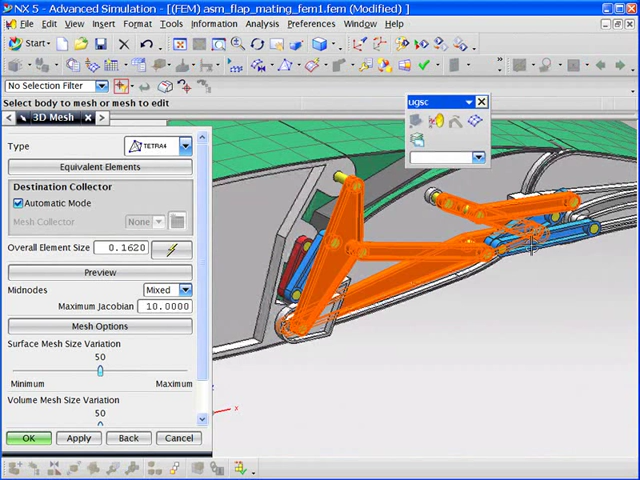 NX 5 - Advanced Simulation - [(FEM) asm_flap_mating_fem1.fem (Modified) ]
File Edit View Insert Format Tools Information Analysis Preferences Window Help
Start
No Selection Filter
Select body to mesh or mesh to edit
3D Mesh
ugsc
Type TETRA4
Equivalent Elements
Destination Collector
Automatic Mode
Mesh Collector None
Overall Element Size 0.1620
Preview
Midnodes Mixed
Maximum Jacobian 10.0000
Mesh Options
Surface Mesh Size Variation
50
Minimum Maximum
Volume Mesh Size Variation
50
OK Apply Back Cancel
x